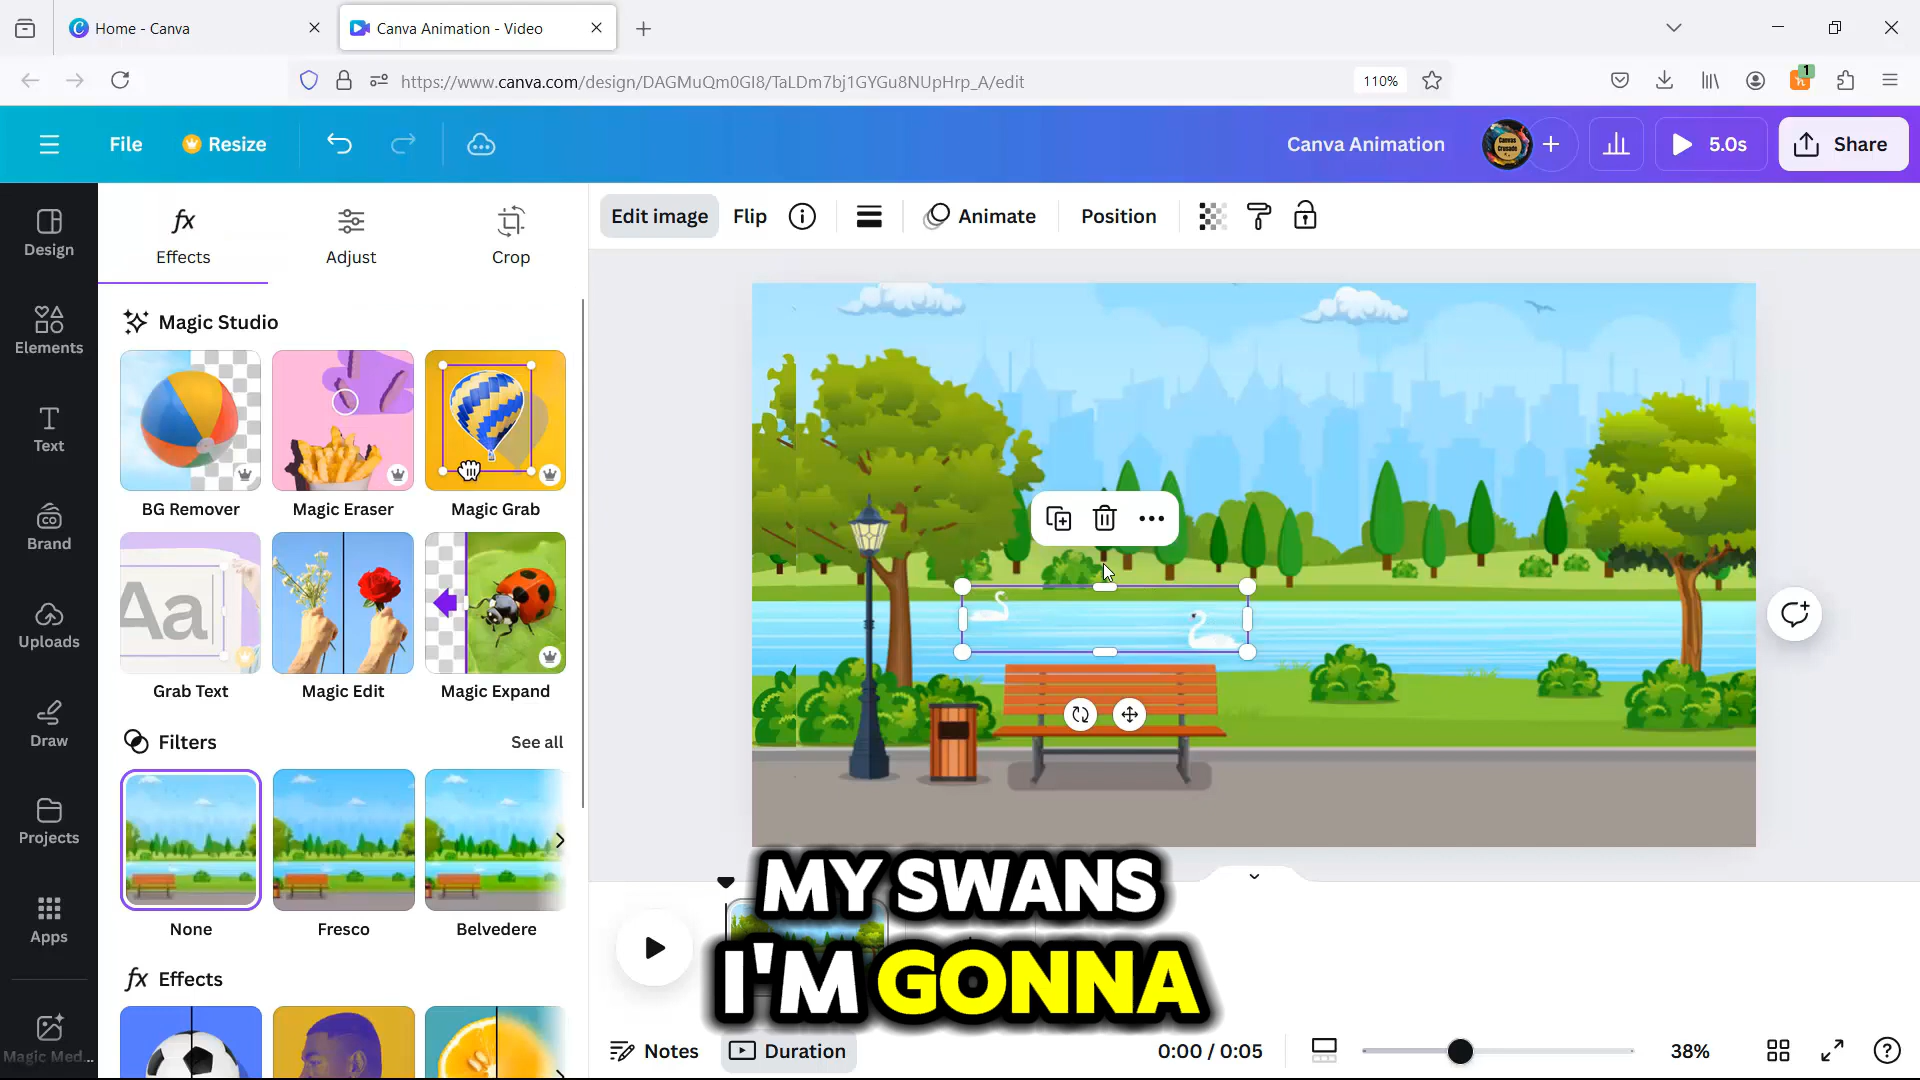 Home - Canva
Canva Animation - Video
https://www.canva.com/design/DAGMuQm0GI8/TaLDm7bj1GYGu8NUpHrp_A/edit
110%
1
File
Resize
Canva Animation
5.0s
Share
Design
Elements
Text
Brand
Uploads
Draw
Projects
Apps
Magic Med...
Effects
Adjust
Crop
Edit image
Flip
Animate
Position
Magic Studio
BG Remover
Magic Eraser
Magic Grab
Aa
Grab Text
Magic Edit
Magic Expand
Filters
See all
None
Fresco
Belvedere
Effects
MY SWANS
I'M GONNA
Notes
Duration
0:00 / 0:05
38%